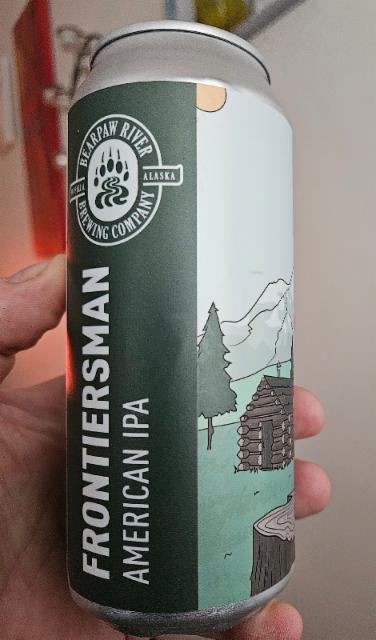 BEARPAW RIVER
ALASKA
BREWING COMPANY
FRONTIERSMAN
AMERICAN IPA